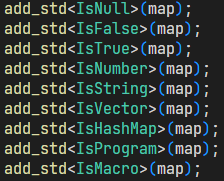 add_std<IsNull>(map);
add_std<IsFalse>(map);
add_std<IsTrue>(map);
add_std<IsNumber>(map);
add_std<IsString>(map);
add_std<IsVector>(map);
add_std<IsHashMap>(map);
add_std<IsProgram>(map);
add_std<IsMacro>(map);